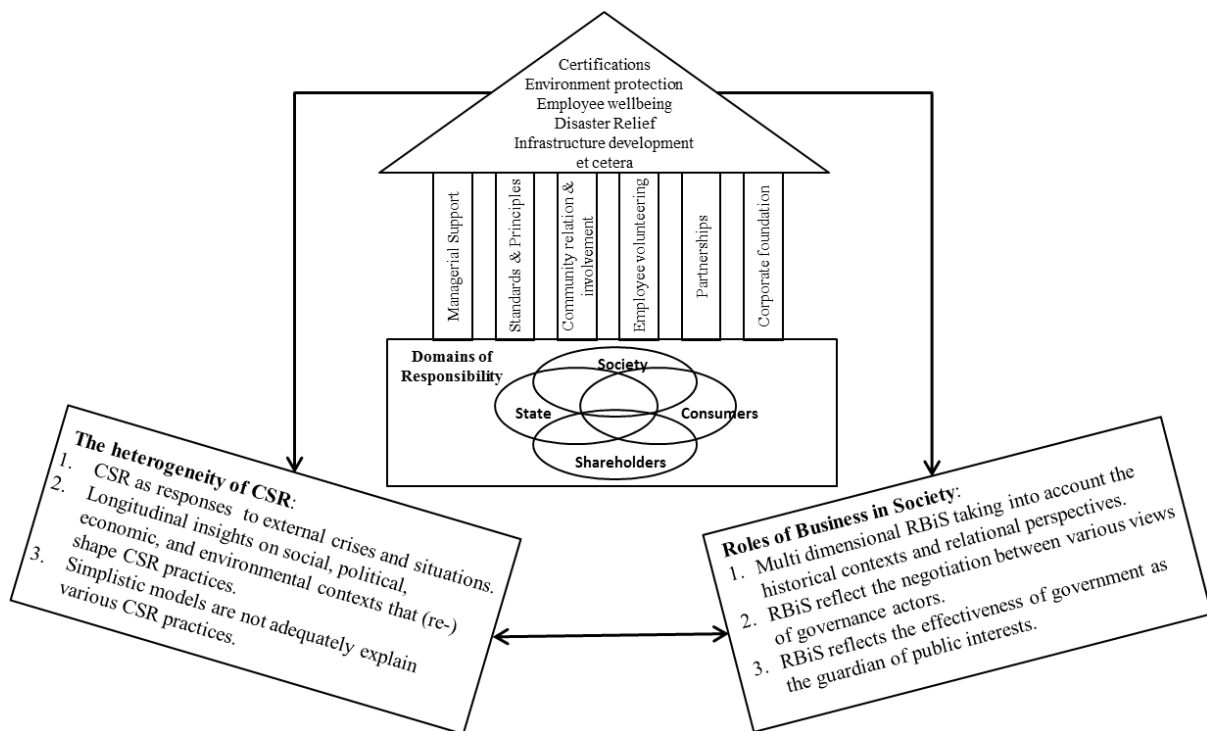 Certifications
Environment protection
Employee wellbeing
Disaster Relief
Infrastructure development
et cetera
Managerial Support
Standards & Principles
Community relation &
involvement
Employee volunteering
Partnerships
Corporate foundation
Domains of
Responsibility
Society
State
Consumers
Shareholders
The heterogeneity of CSR:
1. CSR as responses to external crises and situations.
2. Longitudinal insights on social, political,
economic, and environmental contexts that (re-)
shape CSR practices.
3. Simplistic models are not adequately explain
various CSR practices.
Roles of Business in Society:
1. Multi dimensional RBiS taking into account the
historical contexts and relational perspectives.
2. RBiS reflect the negotiation between various views
of governance actors.
3. RBiS reflects the effectiveness of government as
the guardian of public interests.